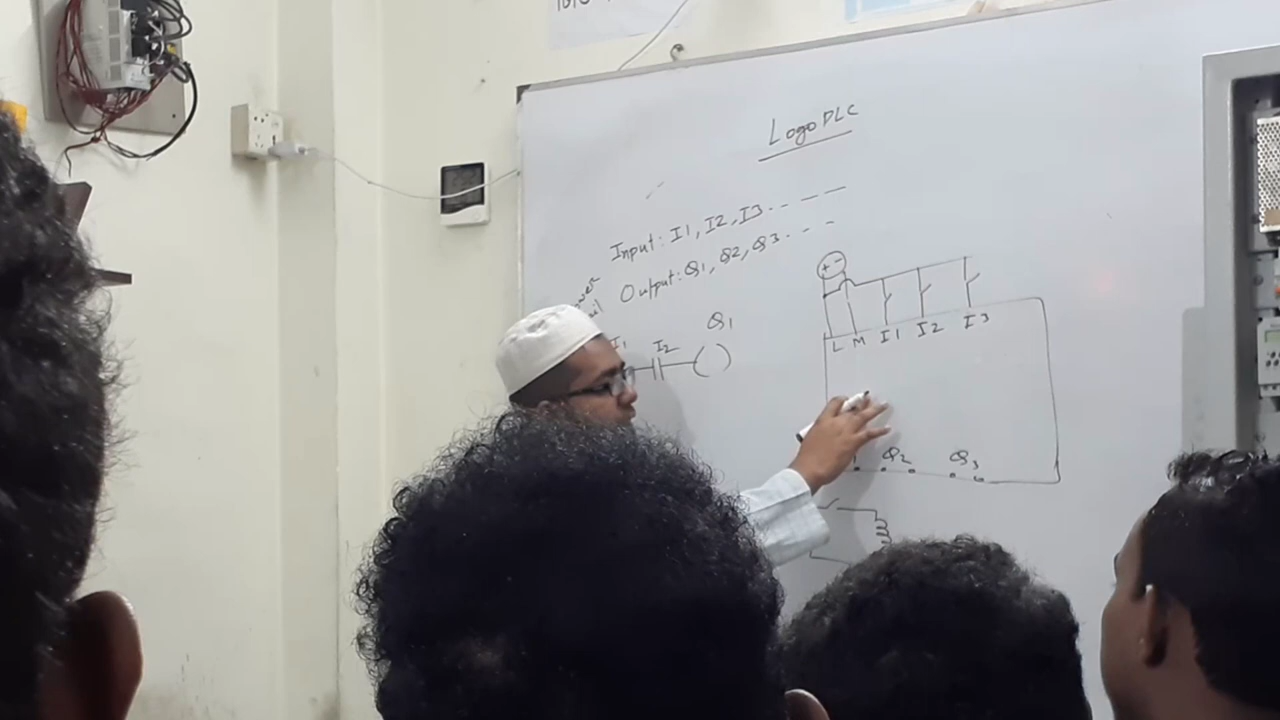 Logo PLC
Input: I1, I2, I3 - - - -
Output: Q1, Q2, Q3 - - -
Q1
I1 I2
+ -
L M I1 I2 I3
Q2 Q3